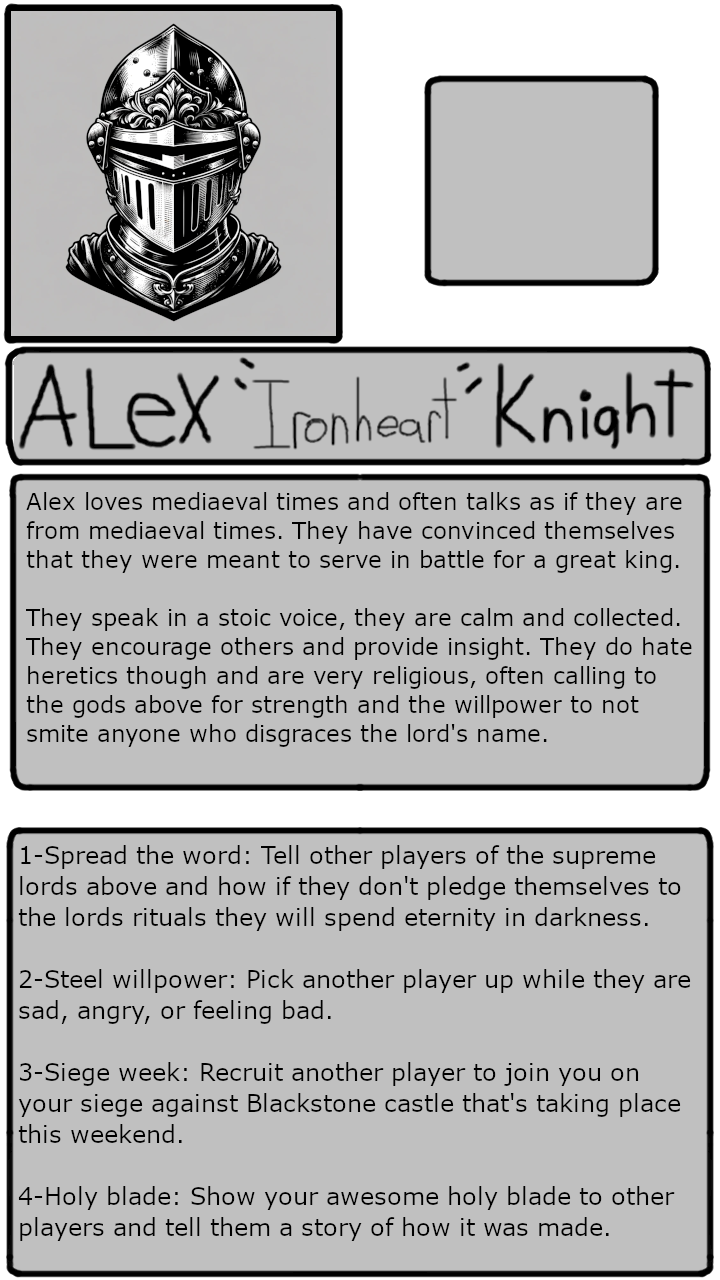 ALeX "Ironheart" Knight
Alex loves mediaeval times and often talks as if they are
from mediaeval times. They have convinced themselves
that they were meant to serve in battle for a great king.
They speak in a stoic voice, they are calm and collected.
They encourage others and provide insight. They do hate
heretics though and are very religious, often calling to
the gods above for strength and the willpower to not
smite anyone who disgraces the lord's name.
1-Spread the word: Tell other players of the supreme
lords above and how if they don't pledge themselves to
the lords rituals they will spend eternity in darkness.
2-Steel willpower: Pick another player up while they are
sad, angry, or feeling bad.
3-Siege week: Recruit another player to join you on
your siege against Blackstone castle that's taking place
this weekend.
4-Holy blade: Show your awesome holy blade to other
players and tell them a story of how it was made.